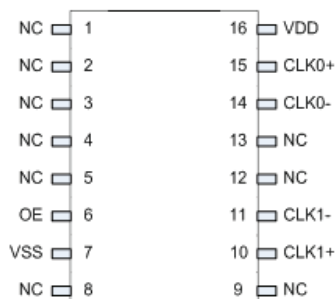 NC 1 16 VDD
NC 2 15 CLK0+
NC 3 14 CLK0-
NC 4 13 NC
NC 5 12 NC
OE 6 11 CLK1-
VSS 7 10 CLK1+
NC 8 9 NC